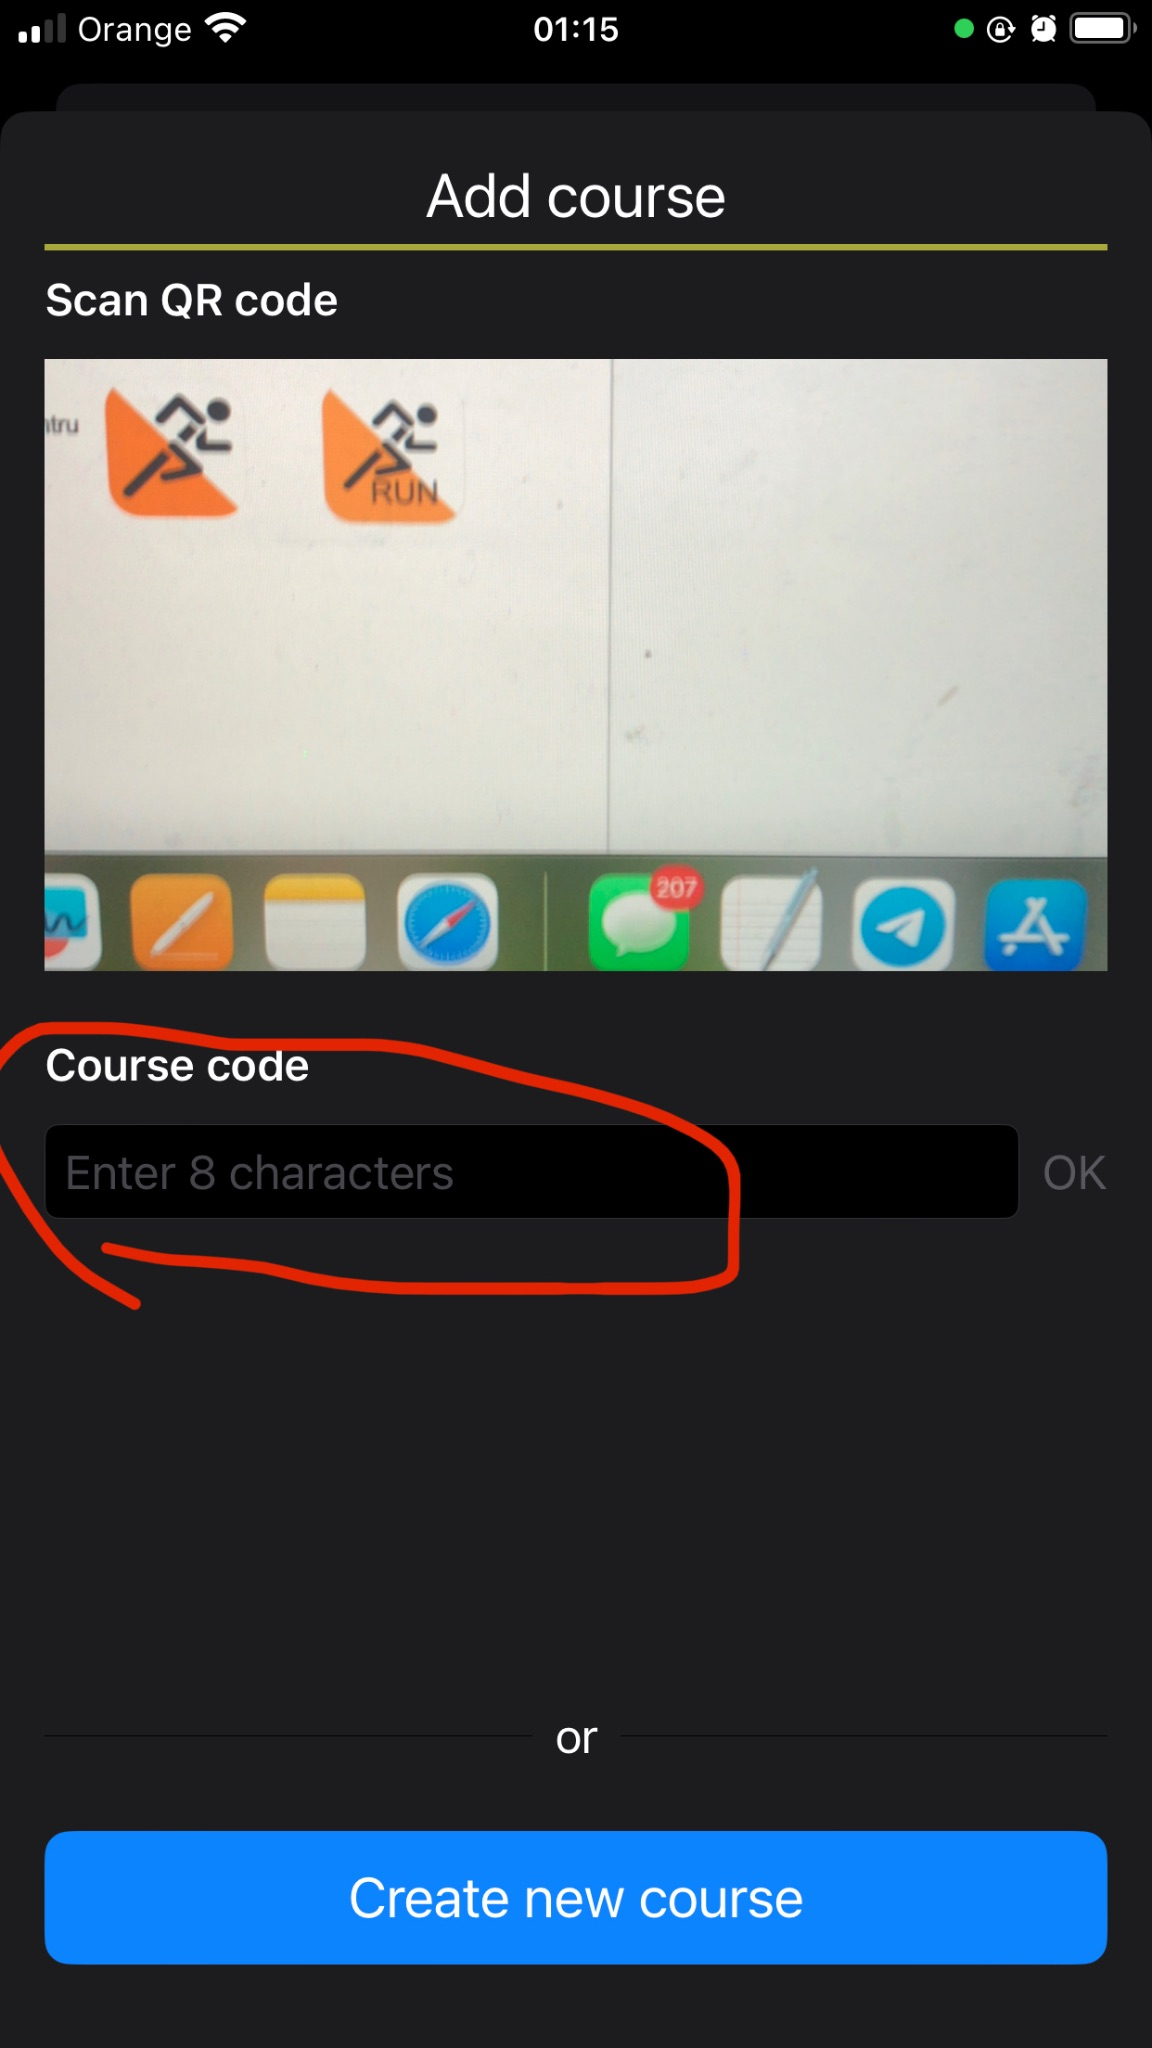 Orange
01:15
Add course
Scan QR code
ntru
RUN
207
Course code
Enter 8 characters
OK
or
Create new course